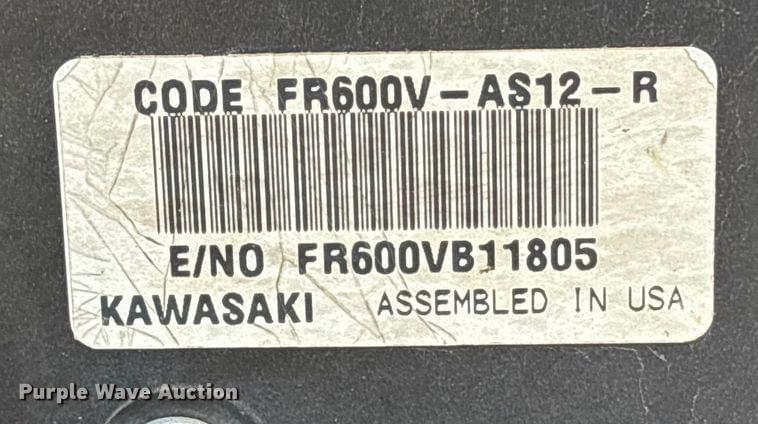 CODE FR600V-AS12-R
E/NO FR600VB11805
KAWASAKI ASSEMBLED IN USA
Purple Wave Auction